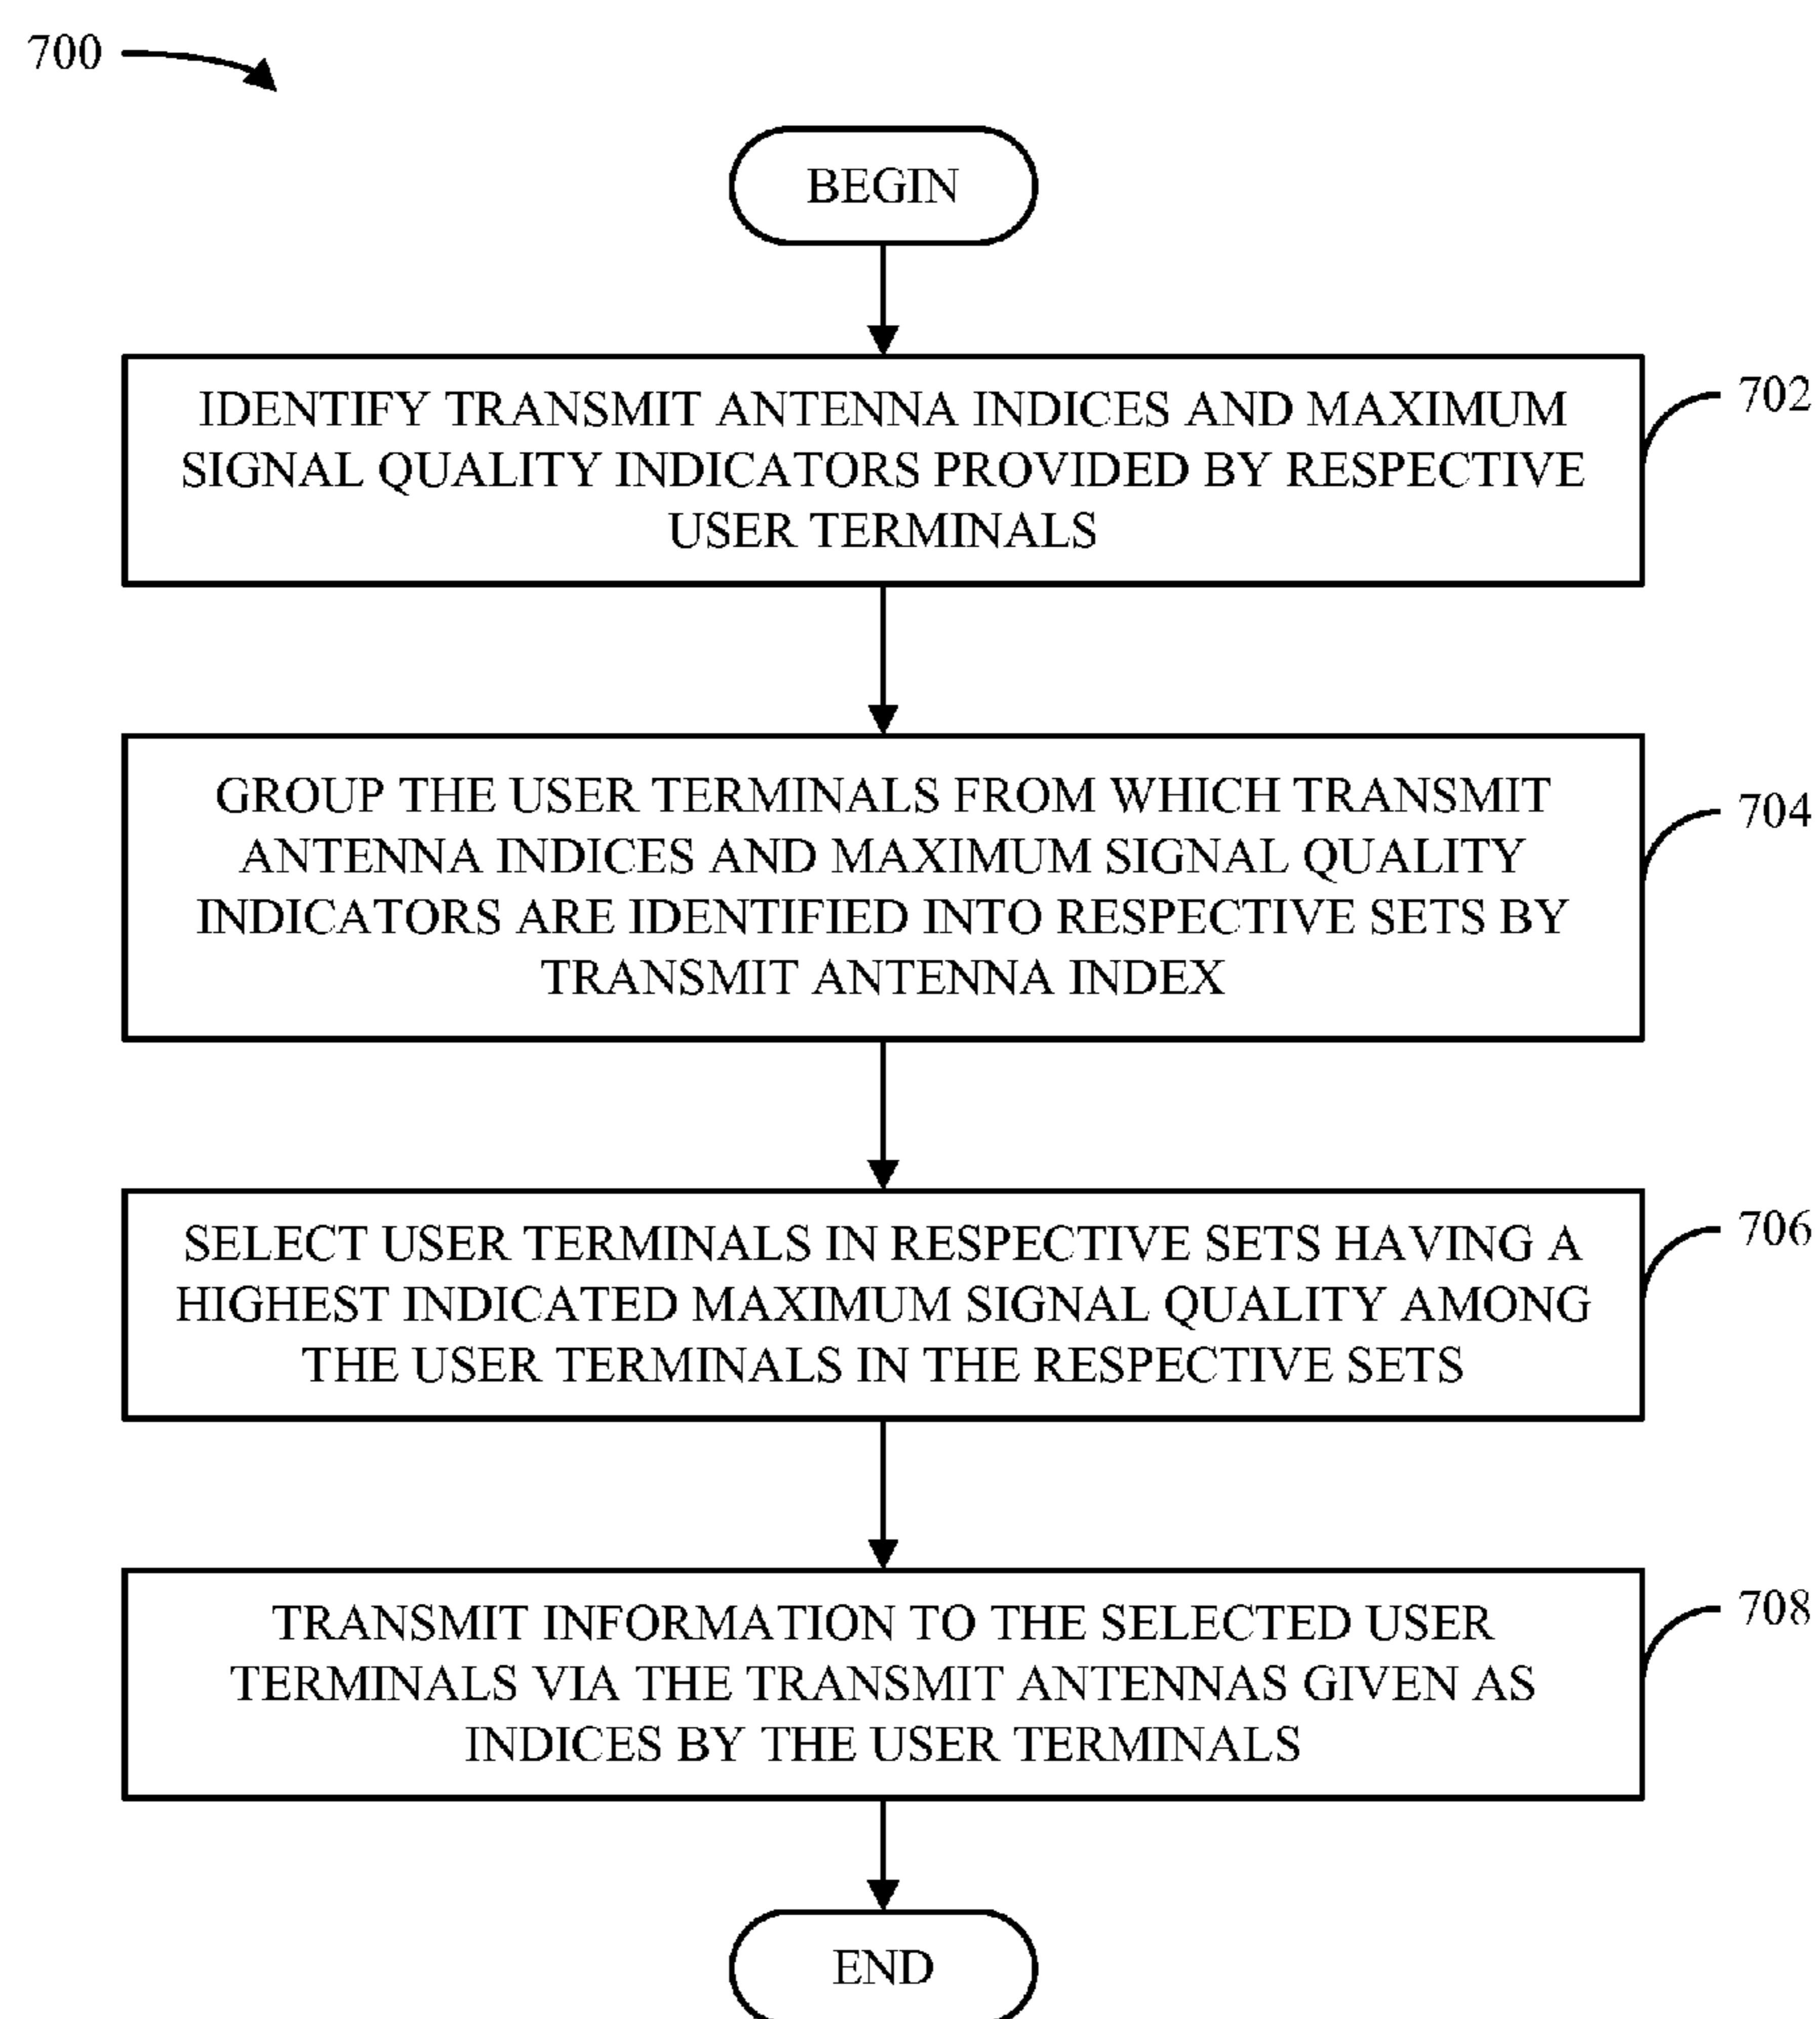 700
BEGIN
IDENTIFY TRANSMIT ANTENNA INDICES AND MAXIMUM
SIGNAL QUALITY INDICATORS PROVIDED BY RESPECTIVE
USER TERMINALS
702
GROUP THE USER TERMINALS FROM WHICH TRANSMIT
ANTENNA INDICES AND MAXIMUM SIGNAL QUALITY
INDICATORS ARE IDENTIFIED INTO RESPECTIVE SETS BY
TRANSMIT ANTENNA INDEX
704
SELECT USER TERMINALS IN RESPECTIVE SETS HAVING A
HIGHEST INDICATED MAXIMUM SIGNAL QUALITY AMONG
THE USER TERMINALS IN THE RESPECTIVE SETS
706
TRANSMIT INFORMATION TO THE SELECTED USER
TERMINALS VIA THE TRANSMIT ANTENNAS GIVEN AS
INDICES BY THE USER TERMINALS
708
END